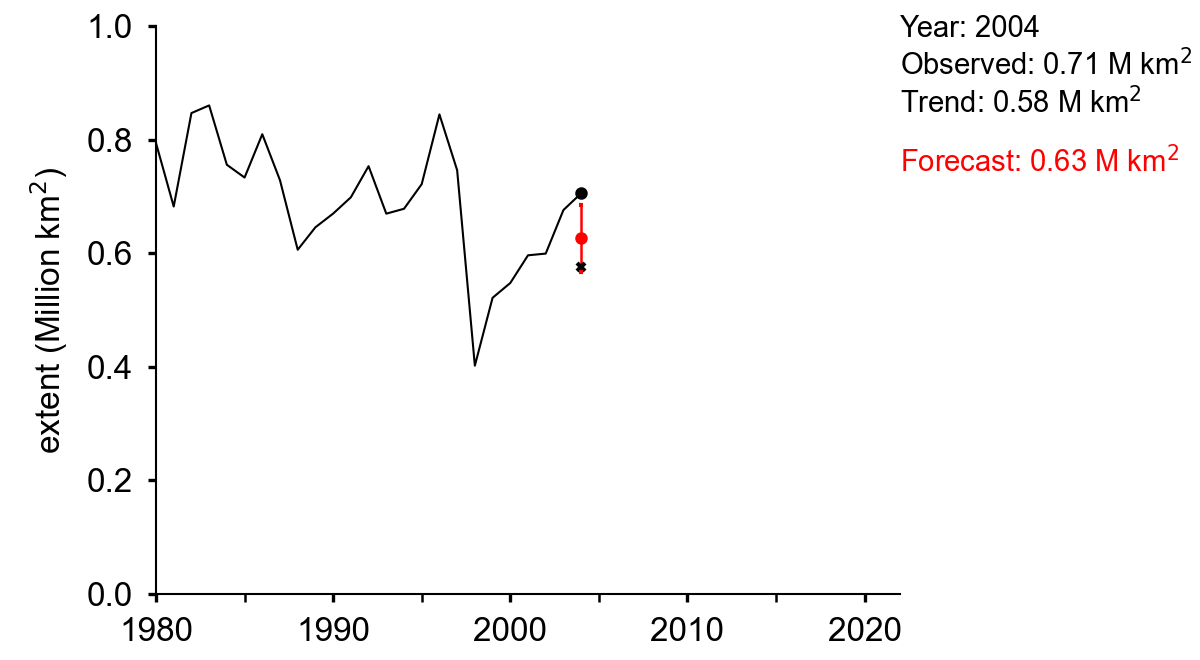 1.0
0.8
0.6
0.4
0.2
0.0
extent (Million km²)
1980 1990 2000 2010 2020
Year: 2004
Observed: 0.71 M km²
Trend: 0.58 M km²
Forecast: 0.63 M km²